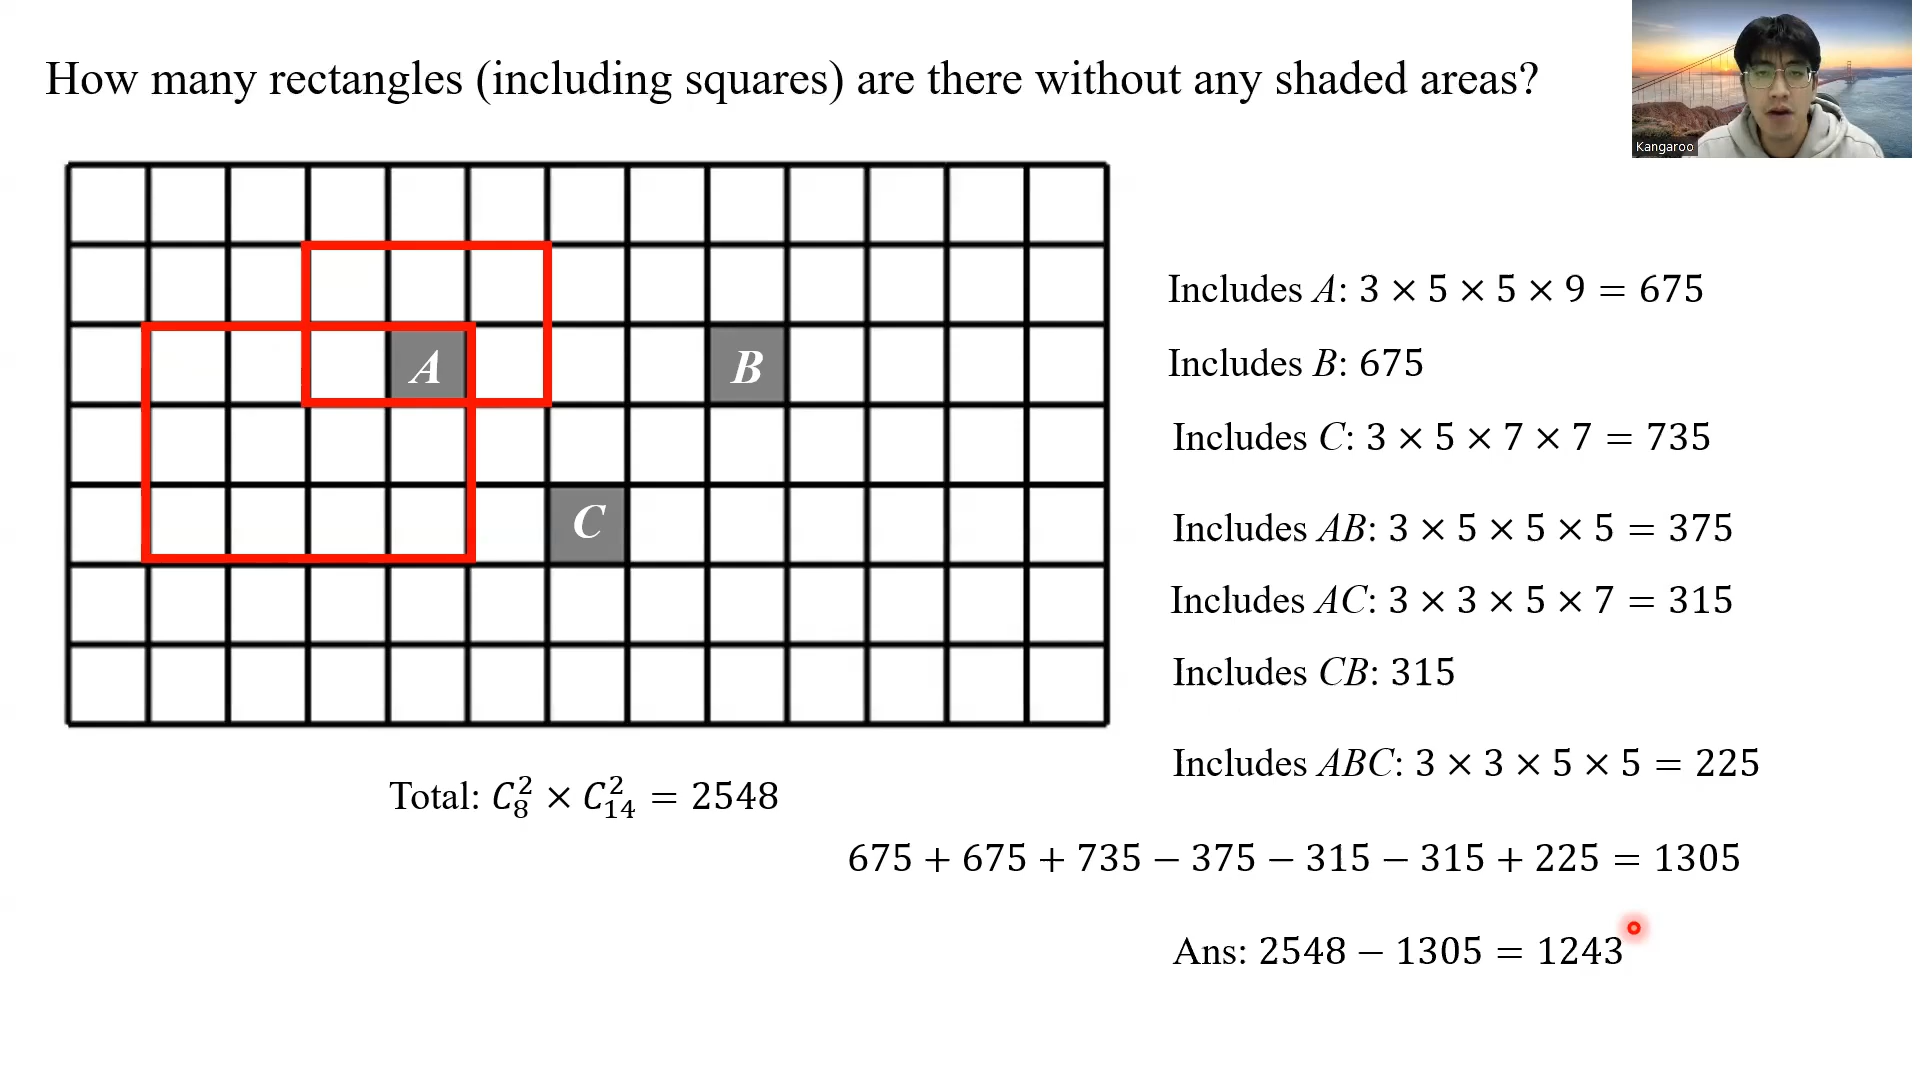 How many rectangles (including squares) are there without any shaded areas?
Kangaroo
A
B
C
Includes A: 3 × 5 × 5 × 9 = 675
Includes B: 675
Includes C: 3 × 5 × 7 × 7 = 735
Includes AB: 3 × 5 × 5 × 5 = 375
Includes AC: 3 × 3 × 5 × 7 = 315
Includes CB: 315
Includes ABC: 3 × 3 × 5 × 5 = 225
Total: C₈² × C₁₄² = 2548
675 + 675 + 735 − 375 − 315 − 315 + 225 = 1305
Ans: 2548 − 1305 = 1243